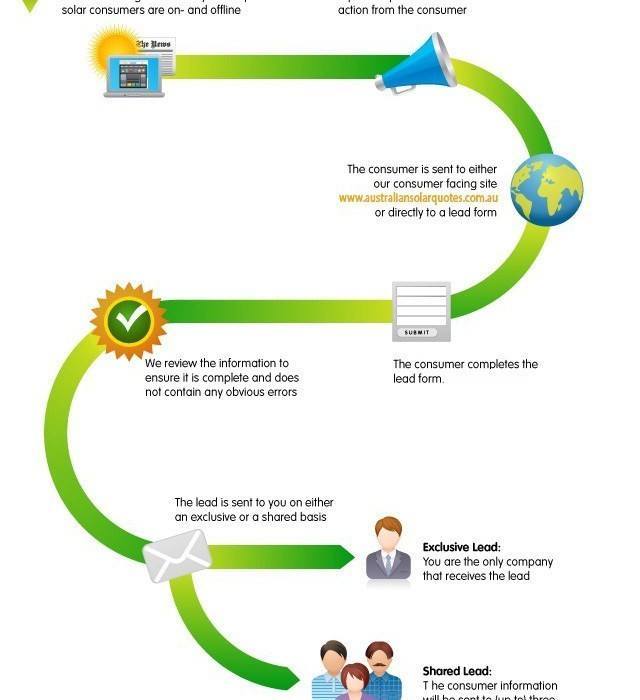 solar consumers are on- and offline
action from the consumer
The News
The consumer is sent to either
our consumer facing site
www.australiansolarquotes.com.au
or directly to a lead form
SUBMIT
We review the information to
ensure it is complete and does
not contain any obvious errors
The consumer completes the
lead form.
The lead is sent to you on either
an exclusive or a shared basis
Exclusive Lead:
You are the only company
that receives the lead
Shared Lead:
T he consumer information
will be sent to (up to) three